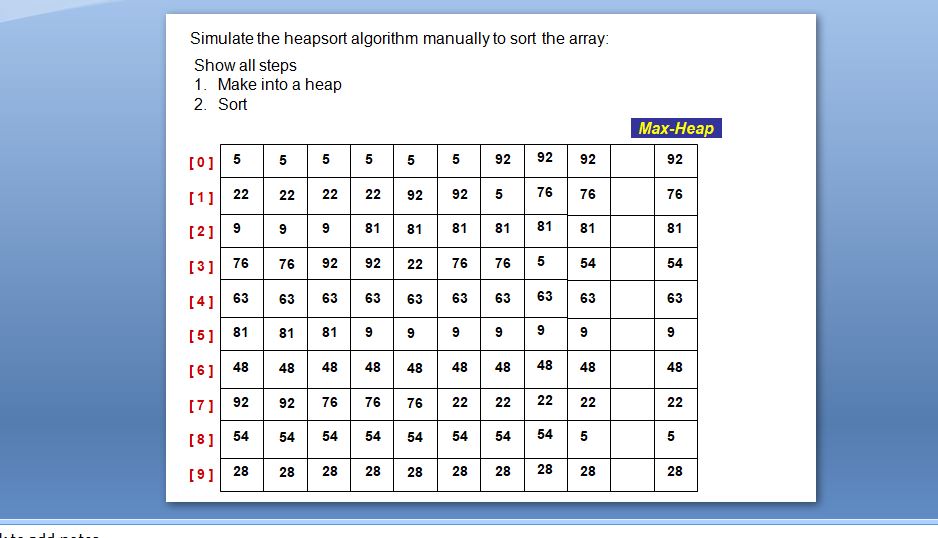 Simulate the heapsort algorithm manually to sort the array:
Show all steps
1. Make into a heap
2. Sort
Max-Heap
[ 0 ] 5 5 5 5 5 5 92 92 92 92
[ 1 ] 22 22 22 22 92 92 5 76 76 76
[ 2 ] 9 9 9 81 81 81 81 81 81 81
[ 3 ] 76 76 92 92 22 76 76 5 54 54
[ 4 ] 63 63 63 63 63 63 63 63 63 63
[ 5 ] 81 81 81 9 9 9 9 9 9 9
[ 6 ] 48 48 48 48 48 48 48 48 48 48
[ 7 ] 92 92 76 76 76 22 22 22 22 22
[ 8 ] 54 54 54 54 54 54 54 54 5 5
[ 9 ] 28 28 28 28 28 28 28 28 28 28
k to add notes